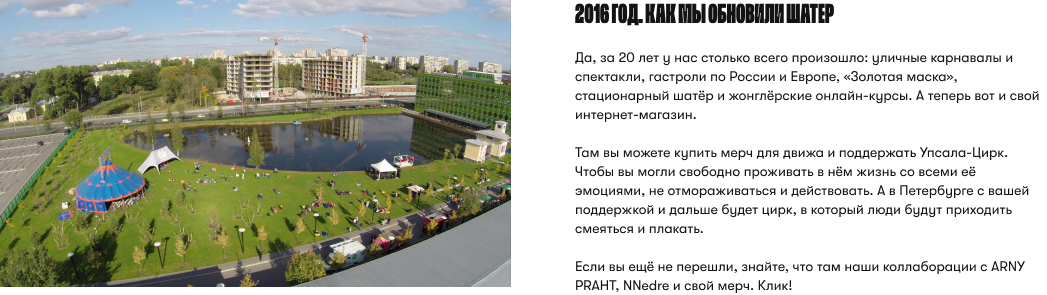 2016 ГОД. КАК МЫ ОБНОВИЛИ ШАТЕР
Да, за 20 лет у нас столько всего произошло: уличные карнавалы и
спектакли, гастроли по России и Европе, «Золотая маска»,
стационарный шатёр и жонглёрские онлайн-курсы. А теперь вот и свой
интернет-магазин.
Там вы можете купить мерч для движа и поддержать Упсала-Цирк.
Чтобы вы могли свободно проживать в нём жизнь со всеми её
эмоциями, не отмораживаться и действовать. А в Петербурге с вашей
поддержкой и дальше будет цирк, в который люди будут приходить
смеяться и плакать.
Если вы ещё не перешли, знайте, что там наши коллаборации с ARNY
PRAHT, NNedre и свой мерч. Клик!